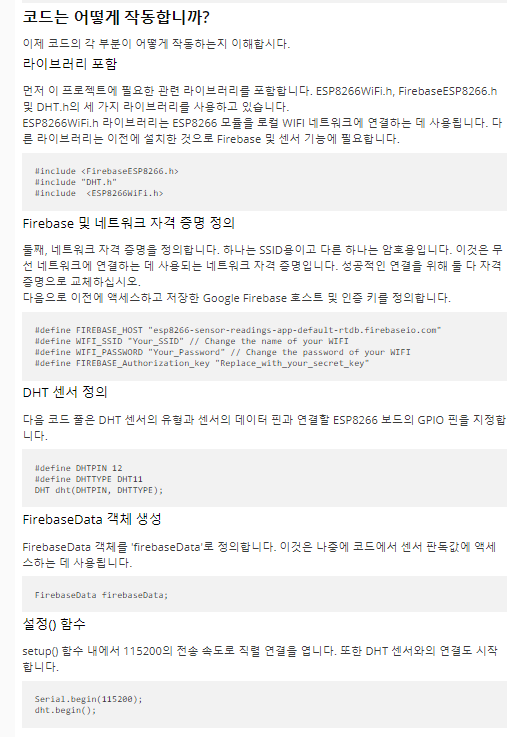 코드는 어떻게 작동합니까?
이제 코드의 각 부분이 어떻게 작동하는지 이해합시다.
라이브러리 포함
먼저 이 프로젝트에 필요한 관련 라이브러리를 포함합니다. ESP8266WiFi.h, FirebaseESP8266.h
및 DHT.h의 세 가지 라이브러리를 사용하고 있습니다.
ESP8266WiFi.h 라이브러리는 ESP8266 모듈을 로컬 WIFI 네트워크에 연결하는 데 사용됩니다. 다
른 라이브러리는 이전에 설치한 것으로 Firebase 및 센서 기능에 필요합니다.
#include <FirebaseESP8266.h>
#include "DHT.h"
#include  <ESP8266WiFi.h>
Firebase 및 네트워크 자격 증명 정의
둘째, 네트워크 자격 증명을 정의합니다. 하나는 SSID용이고 다른 하나는 암호용입니다. 이것은 무
선 네트워크에 연결하는 데 사용되는 네트워크 자격 증명입니다. 성공적인 연결을 위해 둘 다 자격
증명으로 교체하십시오.
다음으로 이전에 액세스하고 저장한 Google Firebase 호스트 및 인증 키를 정의합니다.
#define FIREBASE_HOST "esp8266-sensor-readings-app-default-rtdb.firebaseio.com"
#define WIFI_SSID "Your_SSID" // Change the name of your WIFI
#define WIFI_PASSWORD "Your_Password" // Change the password of your WIFI
#define FIREBASE_Authorization_key "Replace_with_your_secret_key"
DHT 센서 정의
다음 코드 줄은 DHT 센서의 유형과 센서의 데이터 핀과 연결할 ESP8266 보드의 GPIO 핀을 지정합
니다.
#define DHTPIN 12
#define DHTTYPE DHT11
DHT dht(DHTPIN, DHTTYPE);
FirebaseData 객체 생성
FirebaseData 객체를 'firebaseData'로 정의합니다. 이것은 나중에 코드에서 센서 판독값에 액세
스하는 데 사용됩니다.
FirebaseData firebaseData;
설정() 함수
setup() 함수 내에서 115200의 전송 속도로 직렬 연결을 엽니다. 또한 DHT 센서와의 연결도 시작
합니다.
Serial.begin(115200);
dht.begin();